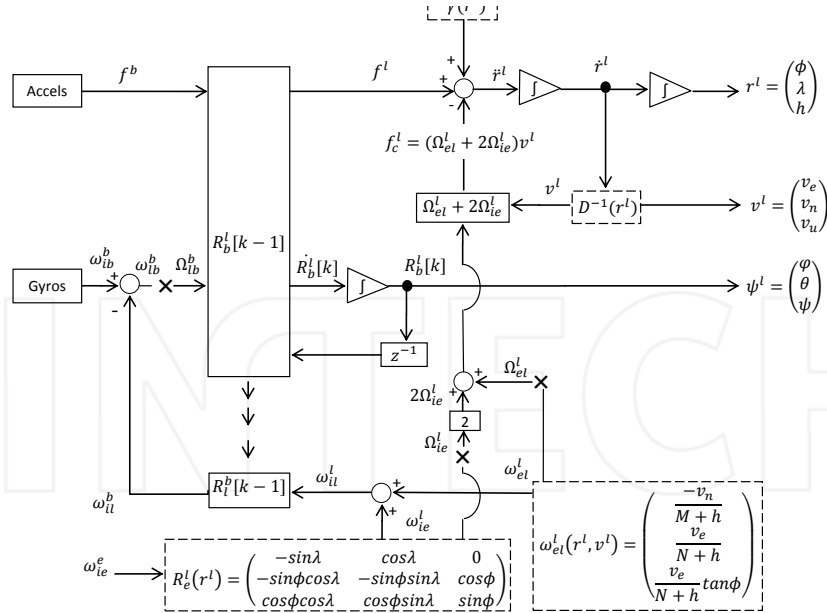 γ(r^l)
+
Accels
f^b
f^l
+
-
r̈^l
∫
ṙ^l
∫
r^l = (ϕ λ h)
f_c^l = (Ω_el^l + 2Ω_ie^l)v^l
Ω_el^l + 2Ω_ie^l
v^l
D^−1(r^l)
v^l = (v_e v_n v_u)
R_b^l[k − 1]
Gyros
ω_ib^b
+
-
ω_lb^b
Ω_lb^b
Ṙ_b^l[k]
∫
R_b^l[k]
ψ^l = (φ θ ψ)
z^−1
Ω_el^l
+
+
2Ω_ie^l
2
Ω_ie^l
ω_il^b
R_l^b[k − 1]
ω_il^l
+
+
ω_ie^l
ω_el^l
ω_el^l(r^l, v^l) = (−v_n/(M + h) v_e/(N + h) v_e/(N + h) tanϕ)
ω_ie^e
R_e^l(r^l) = (−sinλ cosλ 0
−sinϕcosλ −sinϕsinλ cosϕ
cosϕcosλ cosϕsinλ sinϕ)
INTECH